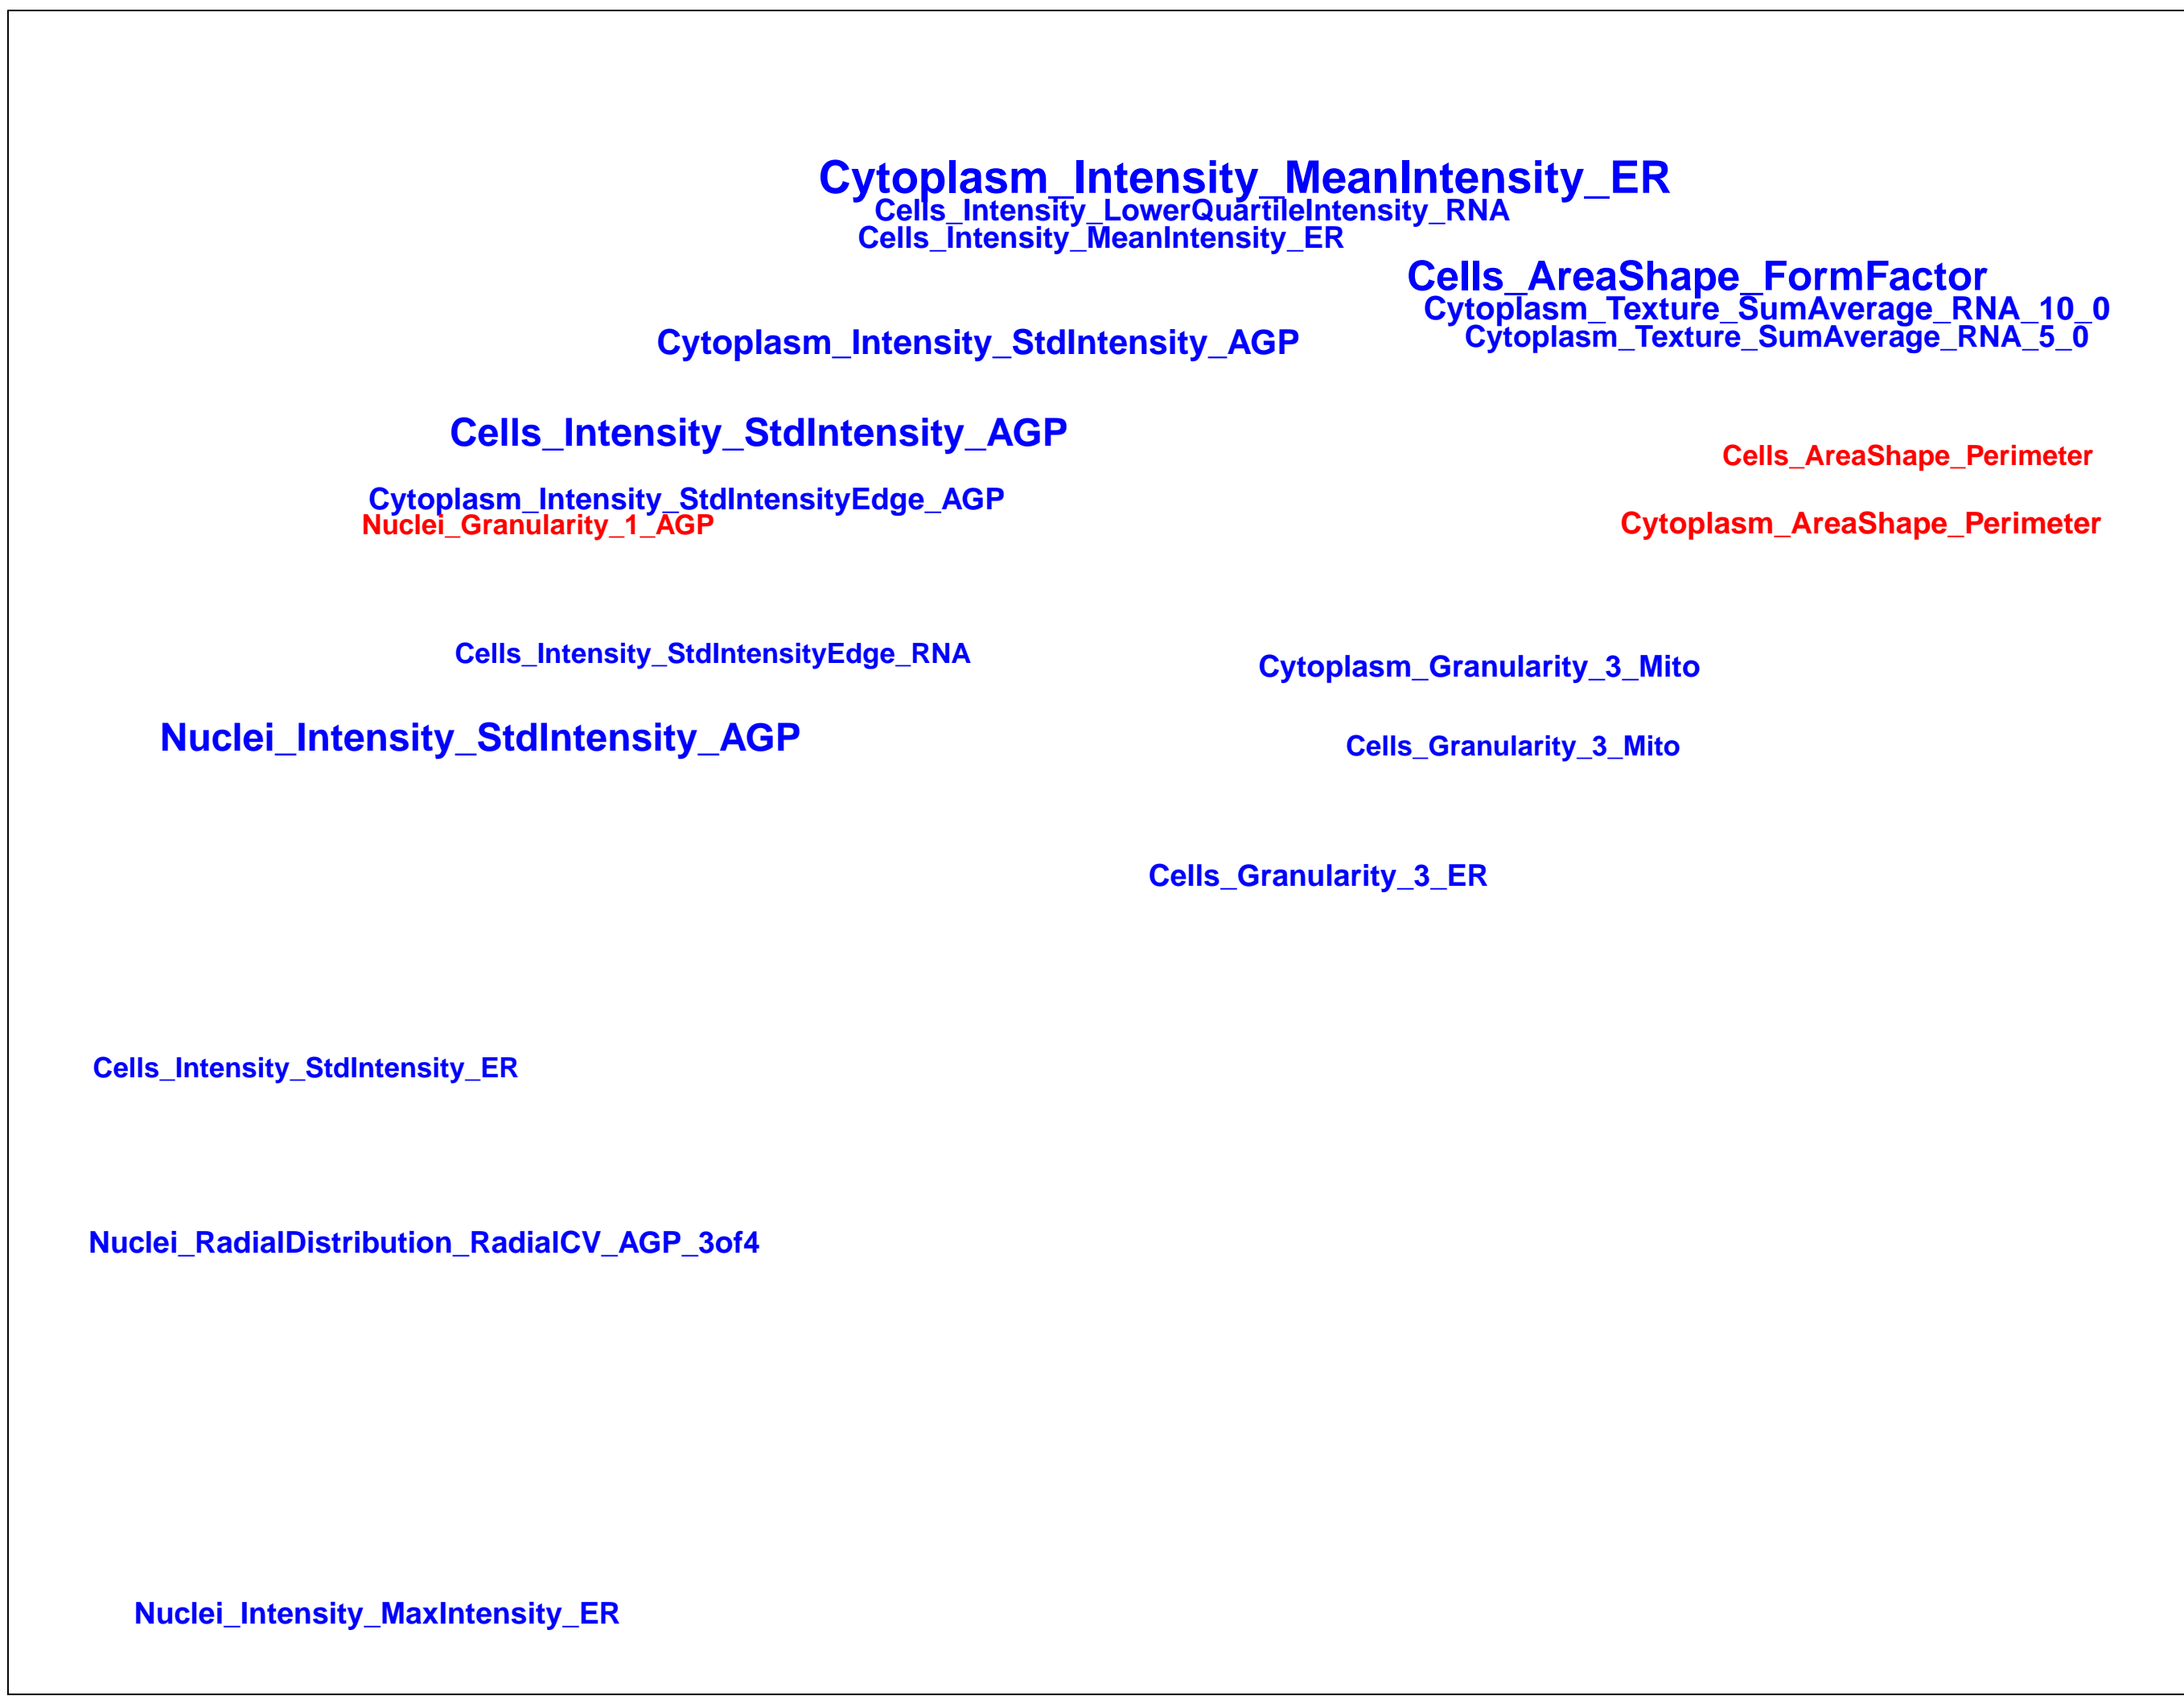 Cytoplasm_Intensity_MeanIntensity_ER
Cells_Intensity_LowerQuartileIntensity_RNA
Cells_Intensity_MeanIntensity_ER
Cells_AreaShape_FormFactor
Cytoplasm_Texture_SumAverage_RNA_10_0
Cytoplasm_Texture_SumAverage_RNA_5_0
Cytoplasm_Intensity_StdIntensity_AGP
Cells_Intensity_StdIntensity_AGP
Cells_AreaShape_Perimeter
Cytoplasm_Intensity_StdIntensityEdge_AGP
Nuclei_Granularity_1_AGP
Cytoplasm_AreaShape_Perimeter
Cells_Intensity_StdIntensityEdge_RNA
Cytoplasm_Granularity_3_Mito
Nuclei_Intensity_StdIntensity_AGP
Cells_Granularity_3_Mito
Cells_Granularity_3_ER
Cells_Intensity_StdIntensity_ER
Nuclei_RadialDistribution_RadialCV_AGP_3of4
Nuclei_Intensity_MaxIntensity_ER